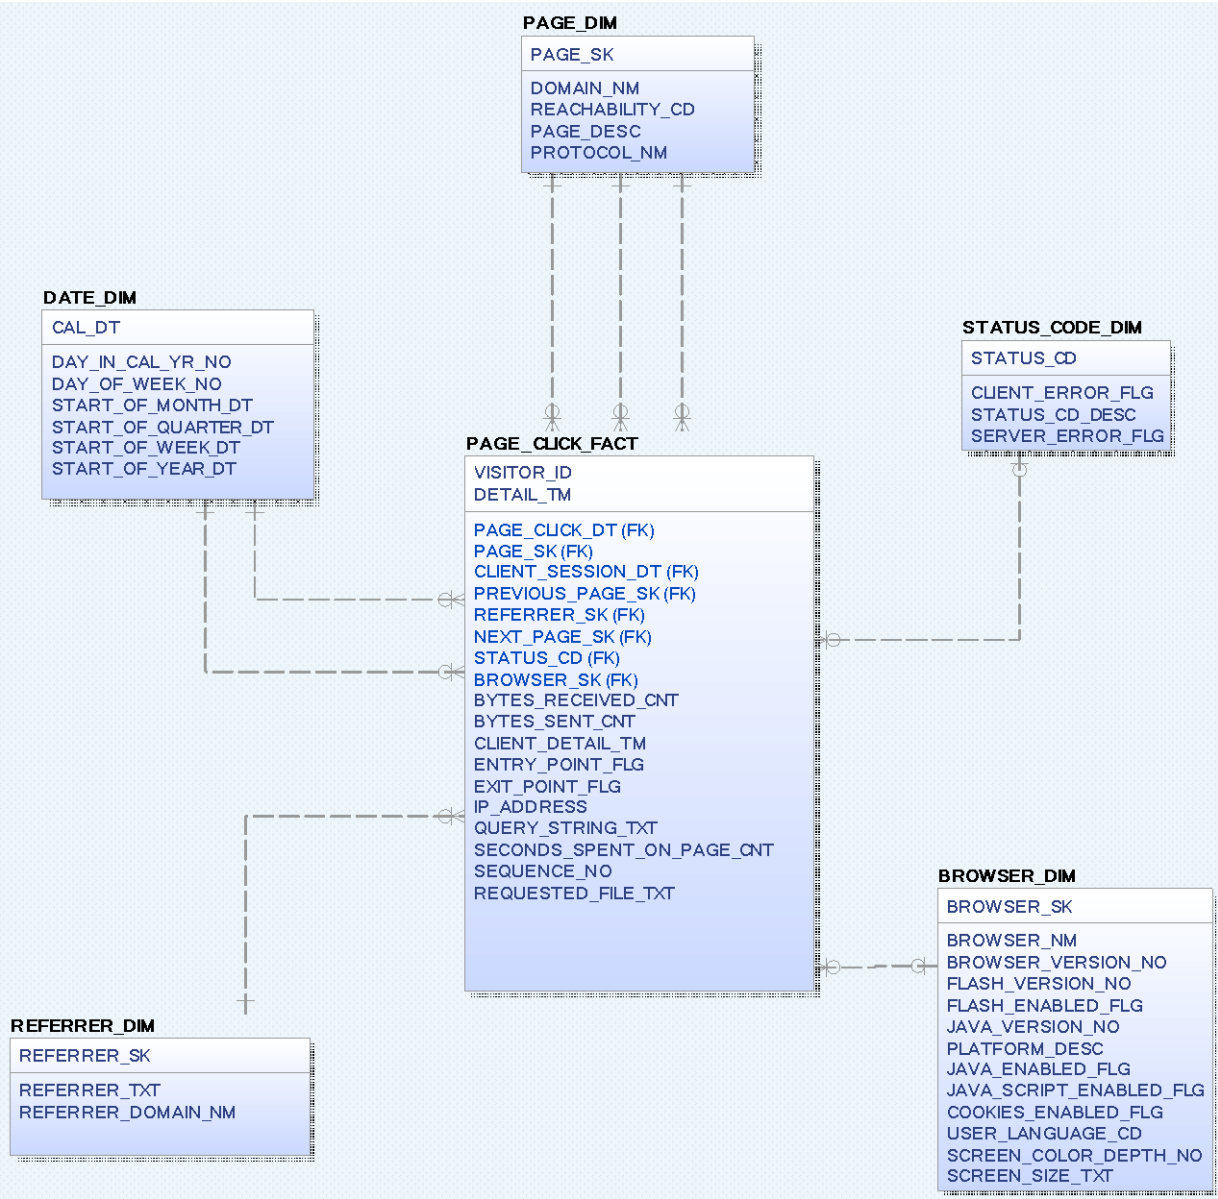 PAGE_DIM
PAGE_SK
DOMAIN_NM
REACHABILITY_CD
PAGE_DESC
PROTOCOL_NM
DATE_DIM
CAL_DT
DAY_IN_CAL_YR_NO
DAY_OF_WEEK_NO
START_OF_MONTH_DT
START_OF_QUARTER_DT
START_OF_WEEK_DT
START_OF_YEAR_DT
STATUS_CODE_DIM
STATUS_CD
CLIENT_ERROR_FLG
STATUS_CD_DESC
SERVER_ERROR_FLG
PAGE_CLICK_FACT
VISITOR_ID
DETAIL_TM
PAGE_CLICK_DT (FK)
PAGE_SK (FK)
CLIENT_SESSION_DT (FK)
PREVIOUS_PAGE_SK (FK)
REFERRER_SK (FK)
NEXT_PAGE_SK (FK)
STATUS_CD (FK)
BROWSER_SK (FK)
BYTES_RECEIVED_CNT
BYTES_SENT_CNT
CLIENT_DETAIL_TM
ENTRY_POINT_FLG
EXIT_POINT_FLG
IP_ADDRESS
QUERY_STRING_TXT
SECONDS_SPENT_ON_PAGE_CNT
SEQUENCE_NO
REQUESTED_FILE_TXT
REFERRER_DIM
REFERRER_SK
REFERRER_TXT
REFERRER_DOMAIN_NM
BROWSER_DIM
BROWSER_SK
BROWSER_NM
BROWSER_VERSION_NO
FLASH_VERSION_NO
FLASH_ENABLED_FLG
JAVA_VERSION_NO
PLATFORM_DESC
JAVA_ENABLED_FLG
JAVA_SCRIPT_ENABLED_FLG
COOKIES_ENABLED_FLG
USER_LANGUAGE_CD
SCREEN_COLOR_DEPTH_NO
SCREEN_SIZE_TXT